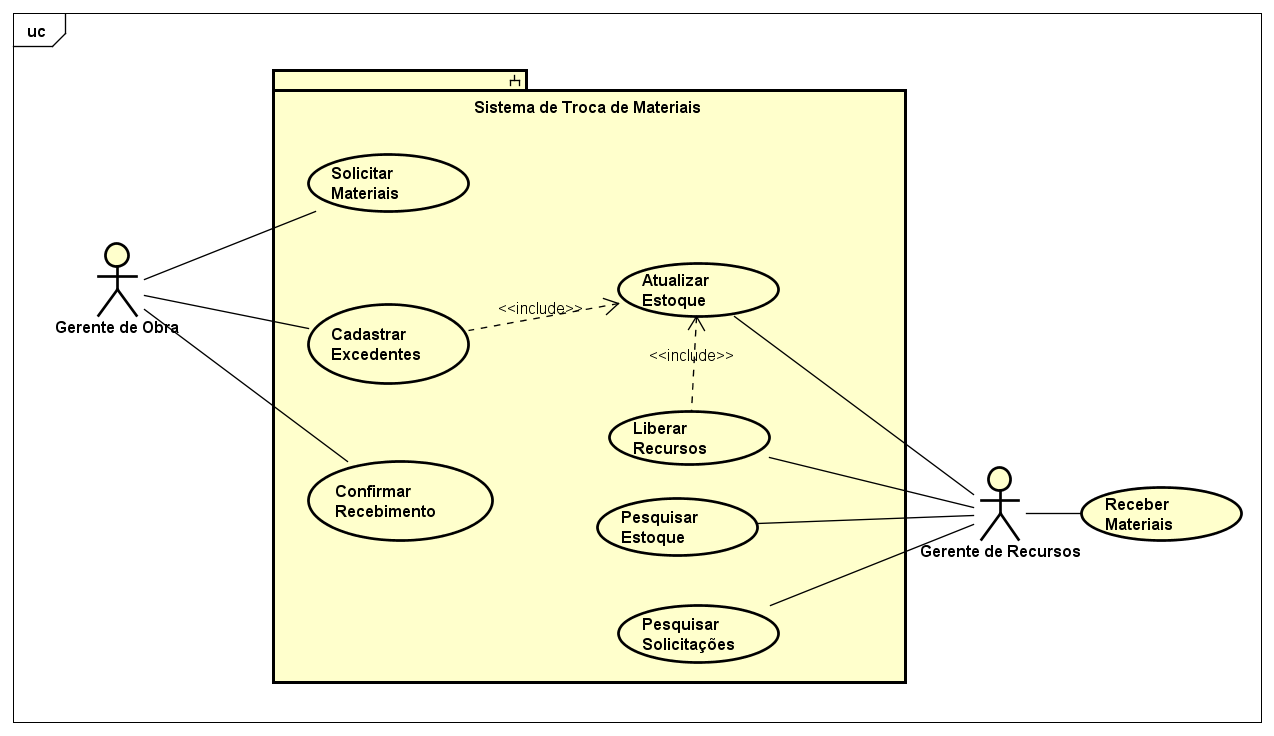 uc
Sistema de Troca de Materiais
Solicitar
Materiais
Gerente de Obra
Cadastrar
Excedentes
<<include>>
Atualizar
Estoque
<<include>>
Liberar
Recursos
Confirmar
Recebimento
Pesquisar
Estoque
Gerente de Recursos
Receber
Materiais
Pesquisar
Solicitações